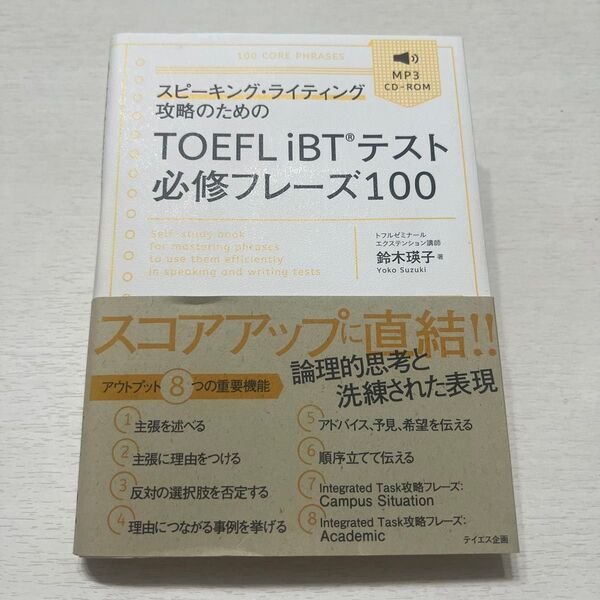 100 CORE PHRASES
MP3
CD-ROM
スピーキング・ライティング
攻略のための
TOEFL iBT®テスト
必修フレーズ100
Self-study book
for mastering phrases
to use them efficiently
in speaking and writing tests
トフルゼミナール
エクステンション講師
鈴木瑛子 著
Yoko Suzuki
スコアアップに直結!!
アウトプット8つの重要機能
論理的思考と
洗練された表現
1 主張を述べる
2 主張に理由をつける
3 反対の選択肢を否定する
4 理由につながる事例を挙げる
5 アドバイス、予見、希望を伝える
6 順序立てて伝える
7 Integrated Task攻略フレーズ:
Campus Situation
8 Integrated Task攻略フレーズ:
Academic
テイエス企画